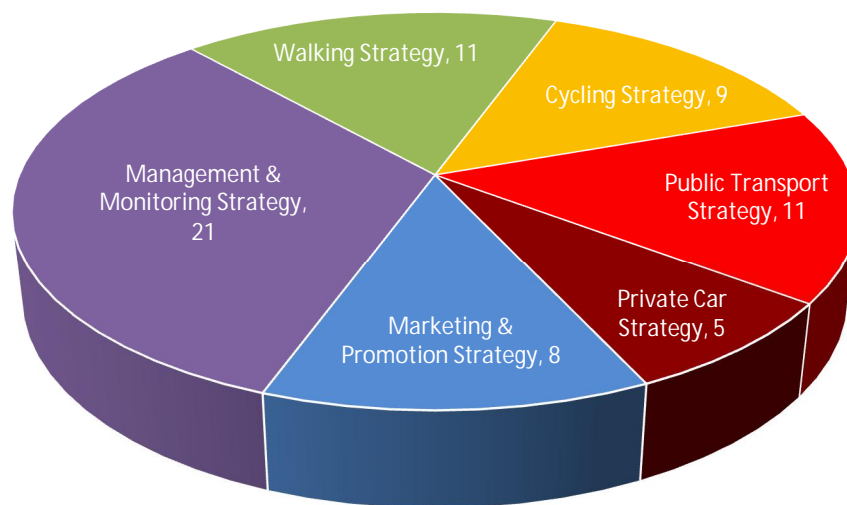 Walking Strategy, 11
Cycling Strategy, 9
Public Transport
Strategy, 11
Private Car
Strategy, 5
Marketing &
Promotion Strategy, 8
Management &
Monitoring Strategy,
21